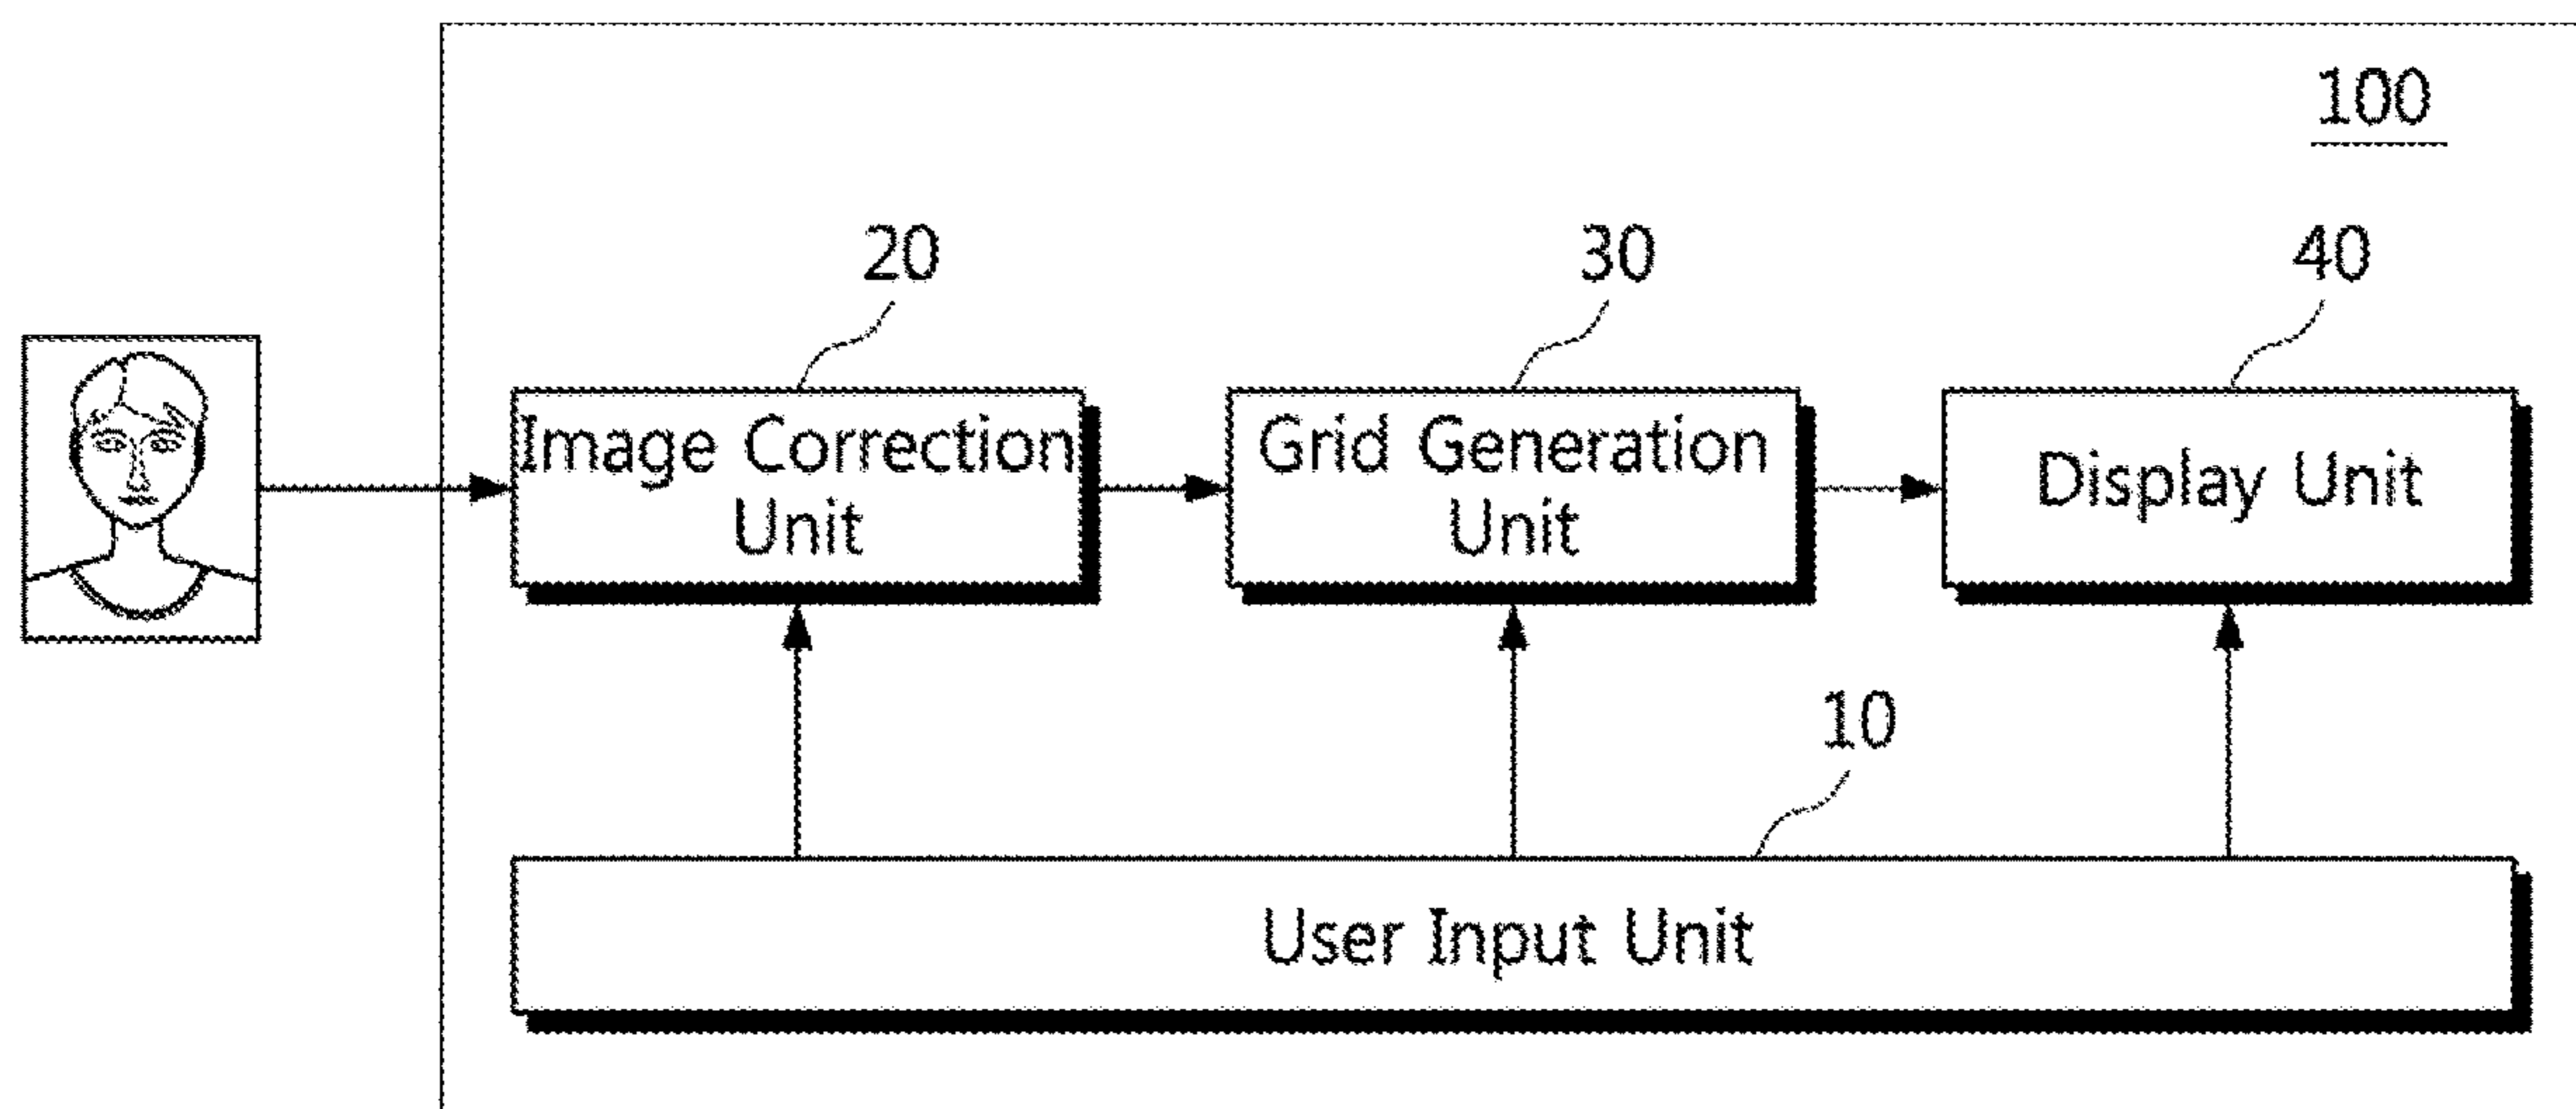 100
20
30
40
Image Correction
Unit
Grid Generation
Unit
Display Unit
10
User Input Unit